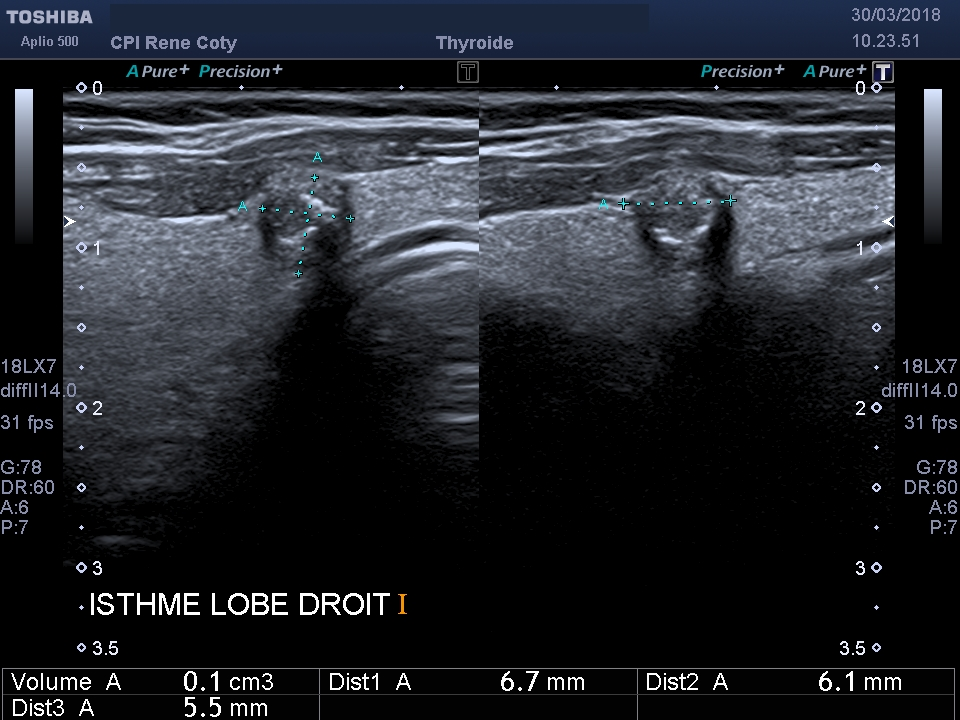 TOSHIBA
Aplio 500
CPI Rene Coty
Thyroide
30/03/2018
10.23.51
A Pure+ Precision+
T
Precision+ A Pure+
T
0
1
2
3
3.5
0
1
2
3
3.5
A
A
A
18LX7
diffII14.0
31 fps
G:78
DR:60
A:6
P:7
18LX7
diffII14.0
31 fps
G:78
DR:60
A:6
P:7
ISTHME LOBE DROIT
Volume A 0.1 cm3 Dist1 A 6.7 mm Dist2 A 6.1 mm
Dist3 A 5.5 mm